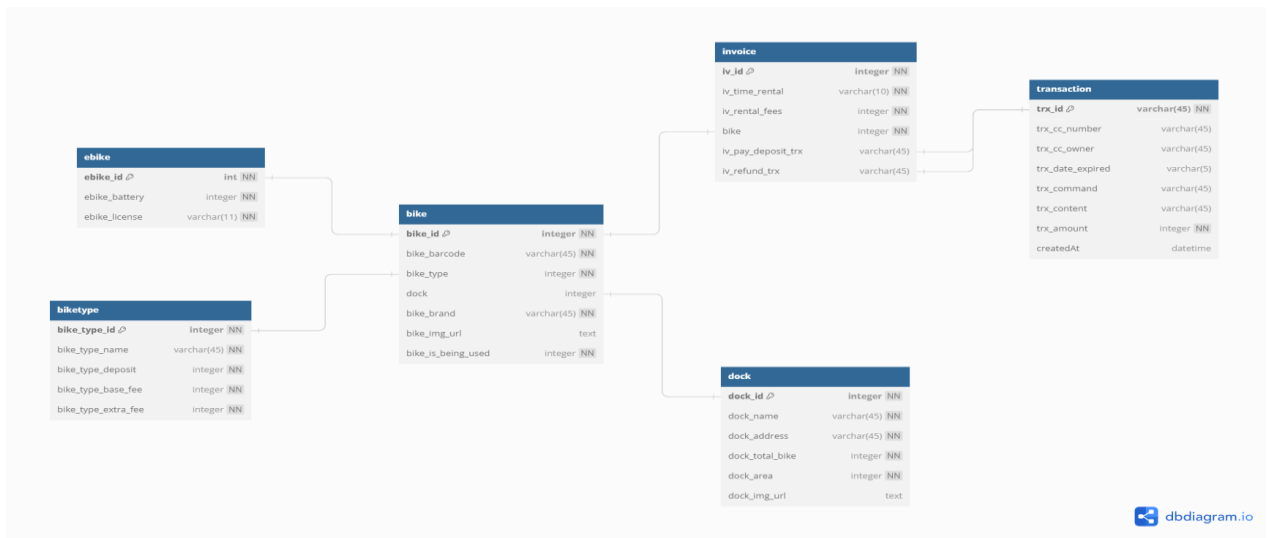 invoice
iv_id integer NN
iv_time_rental varchar(10) NN
iv_rental_fees integer NN
bike integer NN
iv_pay_deposit_trx varchar(45)
iv_refund_trx varchar(45)
transaction
trx_id varchar(45) NN
trx_cc_number varchar(45)
trx_cc_owner varchar(45)
trx_date_expired varchar(5)
trx_command varchar(45)
trx_content varchar(45)
trx_amount integer NN
createdAt datetime
ebike
ebike_id int NN
ebike_battery integer NN
ebike_license varchar(11) NN
bike
bike_id integer NN
bike_barcode varchar(45) NN
bike_type integer NN
dock integer
bike_brand varchar(45) NN
bike_img_url text
bike_is_being_used integer NN
biketype
bike_type_id integer NN
bike_type_name varchar(45) NN
bike_type_deposit integer NN
bike_type_base_fee integer NN
bike_type_extra_fee integer NN
dock
dock_id integer NN
dock_name varchar(45) NN
dock_address varchar(45) NN
dock_total_bike integer NN
dock_area integer NN
dock_img_url text
dbdiagram.io